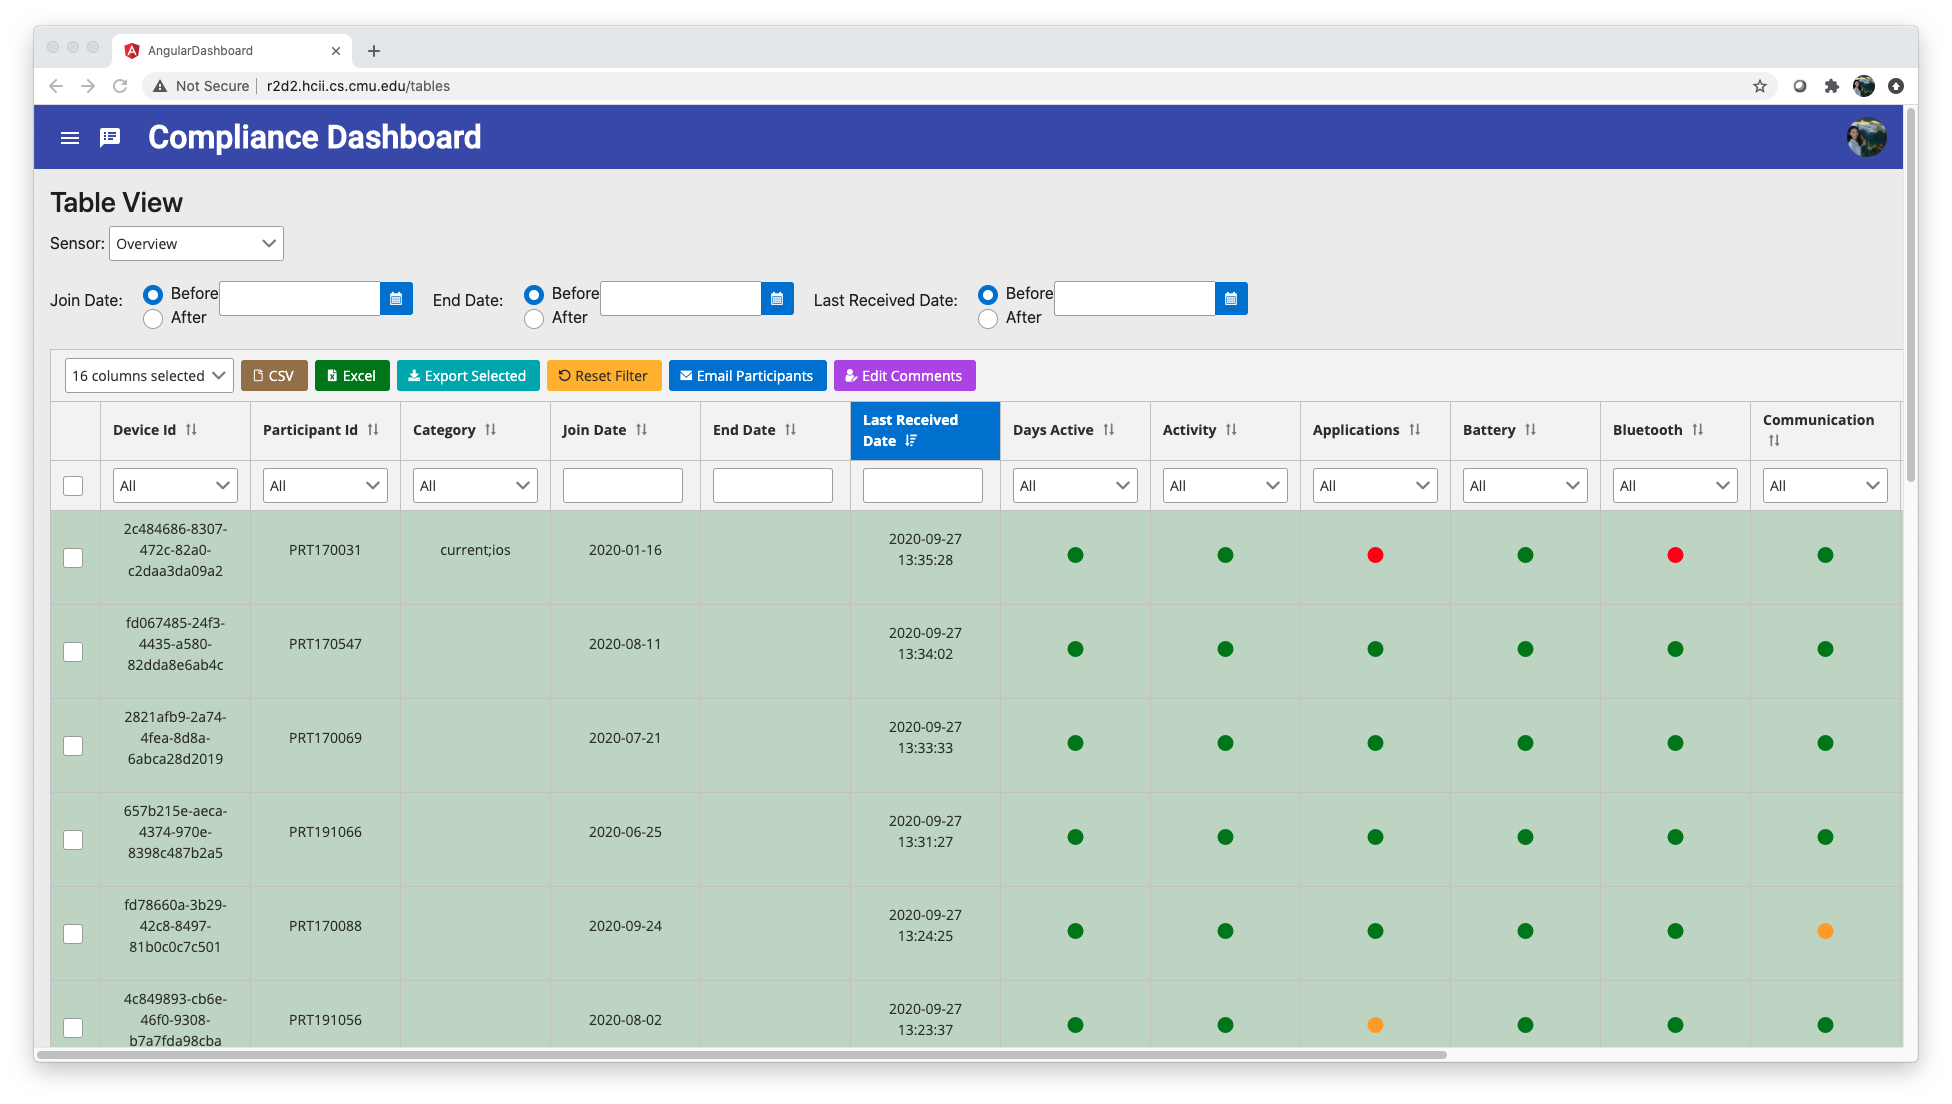 AngularDashboard
Not Secure r2d2.hcii.cs.cmu.edu/tables
Compliance Dashboard
Table View
Sensor: Overview
Join Date: Before After End Date: Before After Last Received Date: Before After
16 columns selected CSV Excel Export Selected Reset Filter Email Participants Edit Comments
Device Id Participant Id Category Join Date End Date Last Received Date Days Active Activity Applications Battery Bluetooth Communication
All All All All All All All All All
2c484686-8307-472c-82a0-c2daa3da09a2 PRT170031 current;ios 2020-01-16 2020-09-27 13:35:28
fd067485-24f3-4435-a580-82dda8e6ab4c PRT170547 2020-08-11 2020-09-27 13:34:02
2821afb9-2a74-4fea-8d8a-6abca28d2019 PRT170069 2020-07-21 2020-09-27 13:33:33
657b215e-aeca-4374-970e-8398c487b2a5 PRT191066 2020-06-25 2020-09-27 13:31:27
fd78660a-3b29-42c8-8497-81b0c0c7c501 PRT170088 2020-09-24 2020-09-27 13:24:25
4c849893-cb6e-46f0-9308-b7a7fda98cba PRT191056 2020-08-02 2020-09-27 13:23:37